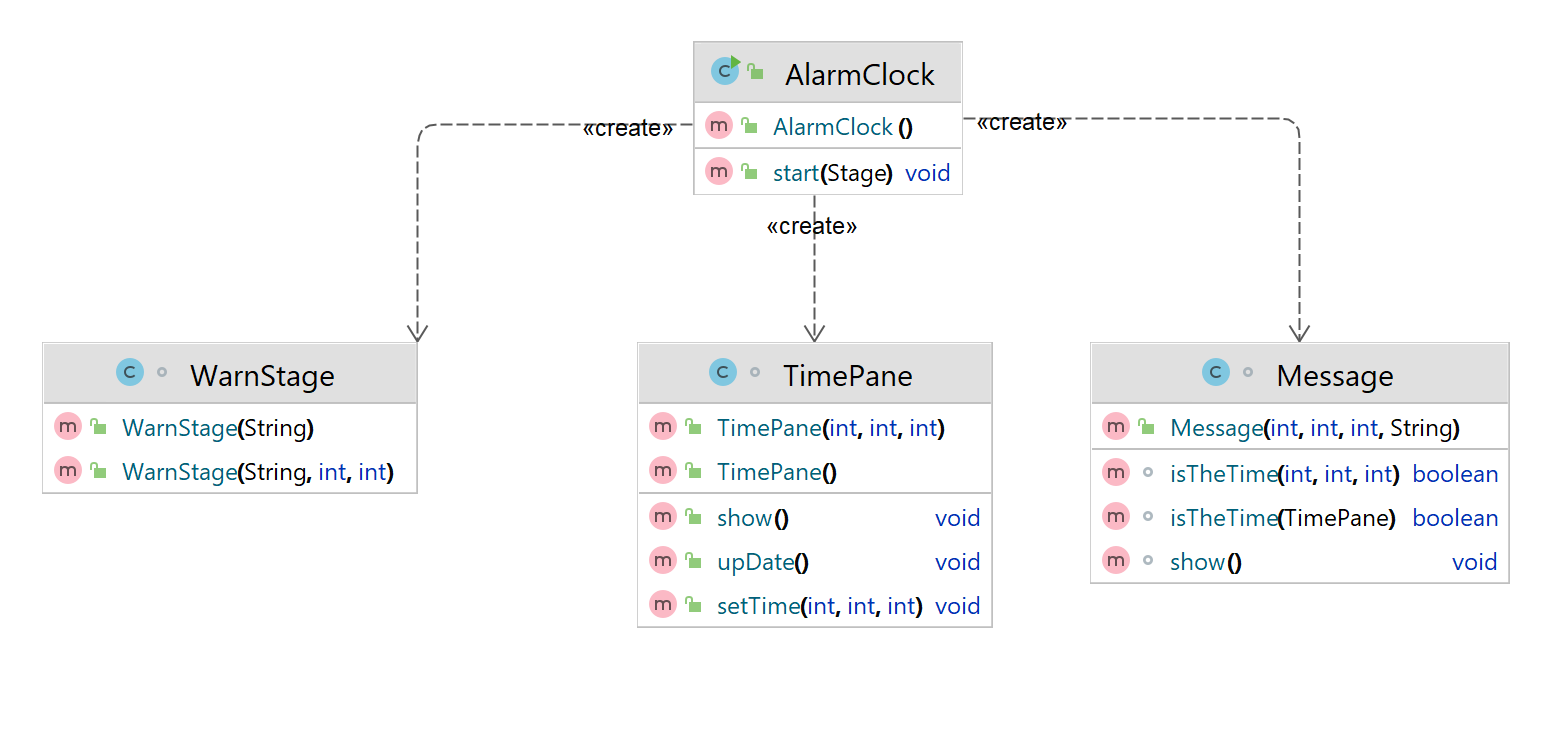 AlarmClock
AlarmClock ()
start(Stage) void
«create»
«create»
«create»
WarnStage
WarnStage(String)
WarnStage(String, int, int)
TimePane
TimePane(int, int, int)
TimePane()
show() void
upDate() void
setTime(int, int, int) void
Message
Message(int, int, int, String)
isTheTime(int, int, int) boolean
isTheTime(TimePane) boolean
show() void